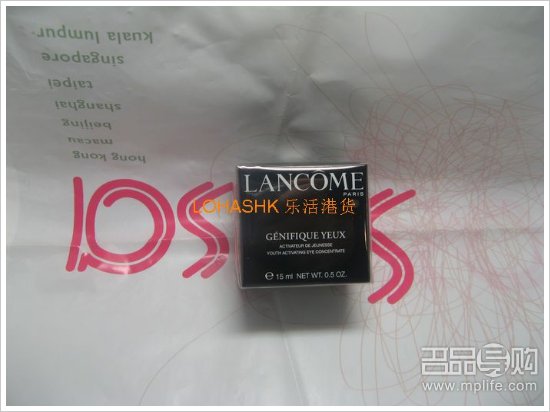 kuala lumpur
singapore
taipei
shanghai
beijing
macau
hong kong
LANCOME
PARIS
LOHASHK 乐活港货
GÉNIFIQUE YEUX
ACTIVATEUR DE JEUNESSE
YOUTH ACTIVATING EYE CONCENTRATE
e 15 ml NET WT. 0.5 OZ.
名品导购
www.mplife.com